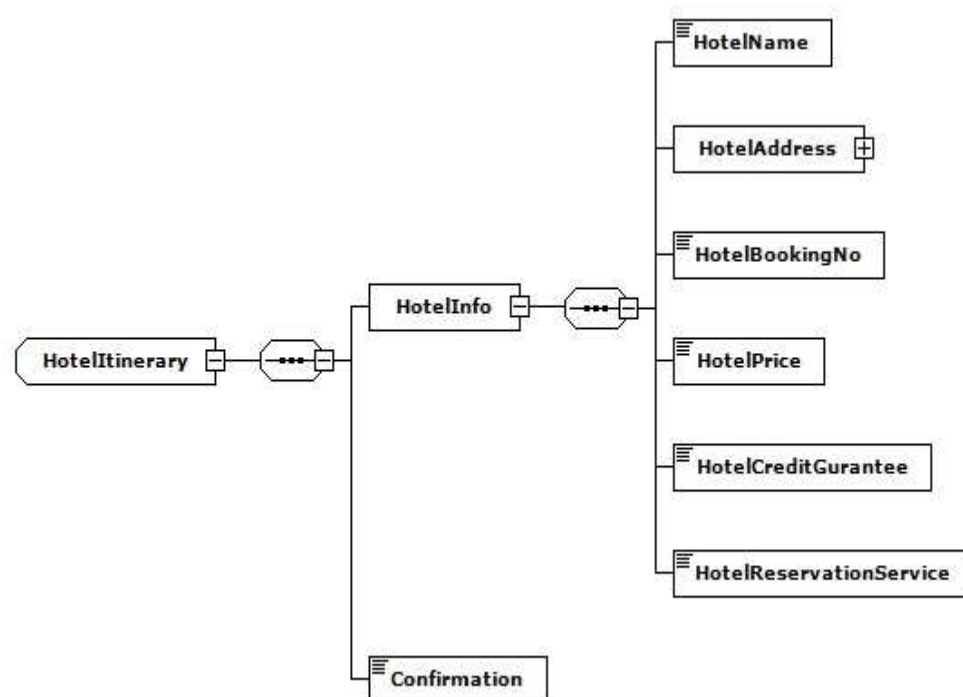 HotelName
HotelAddress
HotelBookingNo
HotelInfo
HotelItinerary
HotelPrice
HotelCreditGurantee
HotelReservationService
Confirmation